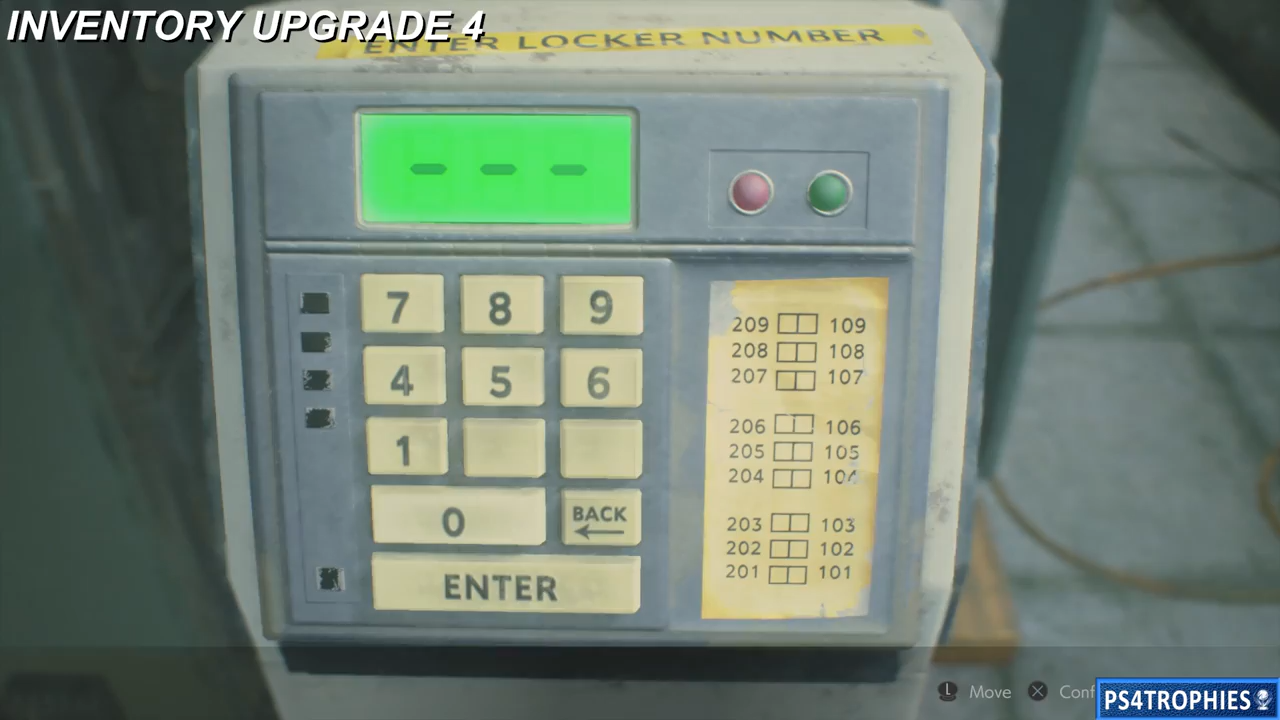 INVENTORY UPGRADE 4
ENTER LOCKER NUMBER
- - -
7 8 9
4 5 6
1
0 BACK
ENTER
209 109
208 108
207 107
206 106
205 105
204 104
203 103
202 102
201 101
Move
PS4TROPHIES